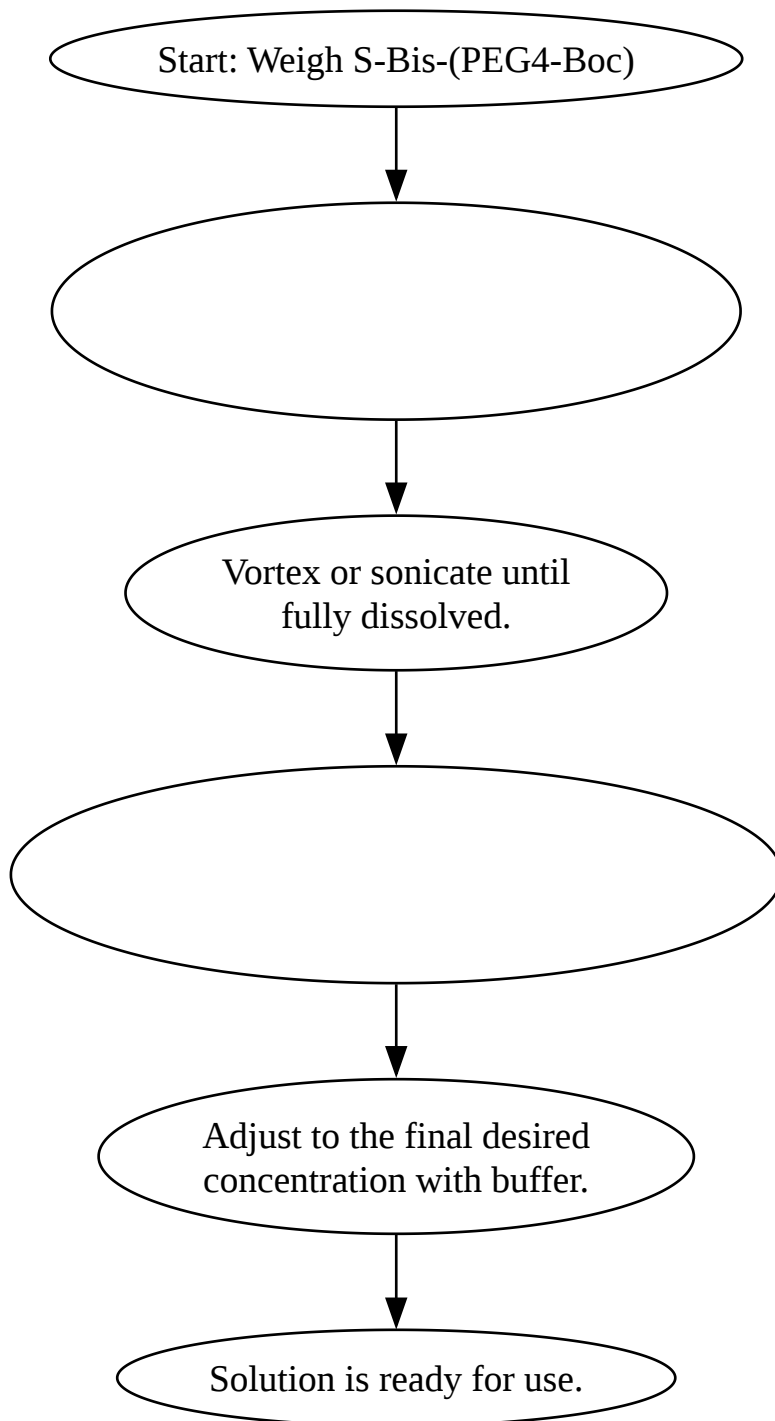 Start: Weigh S-Bis-(PEG4-Boc)
Vortex or sonicate until
fully dissolved.
Adjust to the final desired
concentration with buffer.
Solution is ready for use.